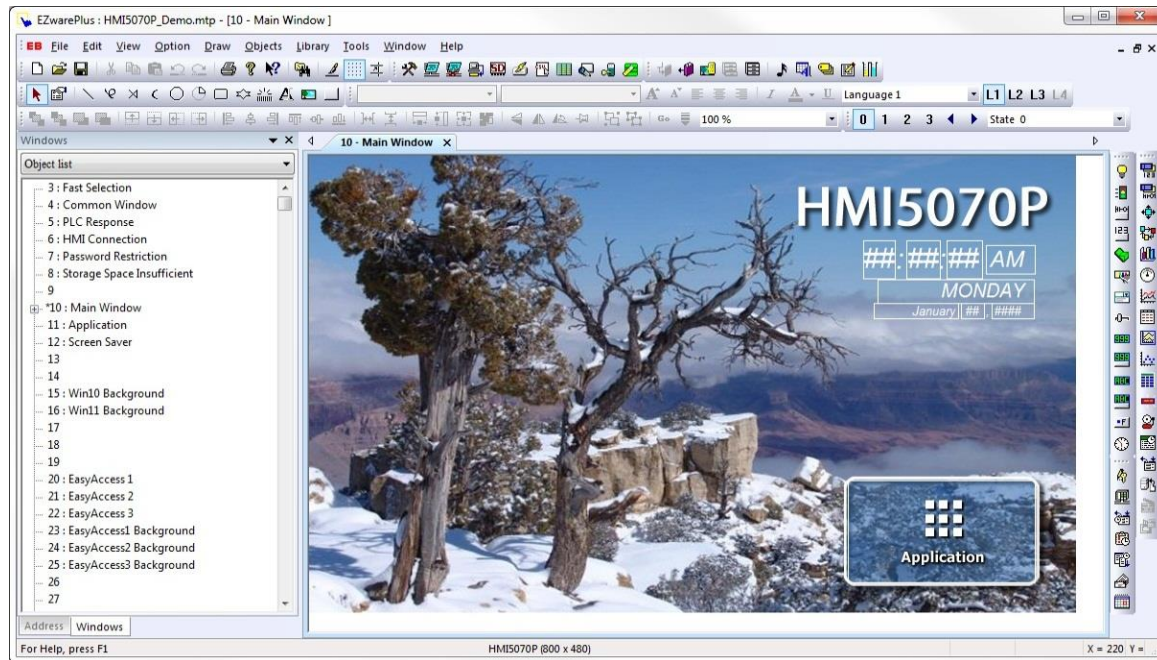 EZwarePlus : HMI5070P_Demo.mtp - [10 - Main Window ]
EB File Edit View Option Draw Objects Library Tools Window Help
Language 1 L1 L2 L3 L4
100 % 0 1 2 3 State 0
Windows
10 - Main Window
Object list
3 : Fast Selection
4 : Common Window
5 : PLC Response
6 : HMI Connection
7 : Password Restriction
8 : Storage Space Insufficient
9
*10 : Main Window
11 : Application
12 : Screen Saver
13
14
15 : Win10 Background
16 : Win11 Background
17
18
19
20 : EasyAccess 1
21 : EasyAccess 2
22 : EasyAccess 3
23 : EasyAccess1 Background
24 : EasyAccess2 Background
25 : EasyAccess3 Background
26
27
HMI5070P
##:##:## AM
MONDAY
January ## , ####
Application
Address Windows
For Help, press F1 HMI5070P (800 x 480) X = 220 Y =